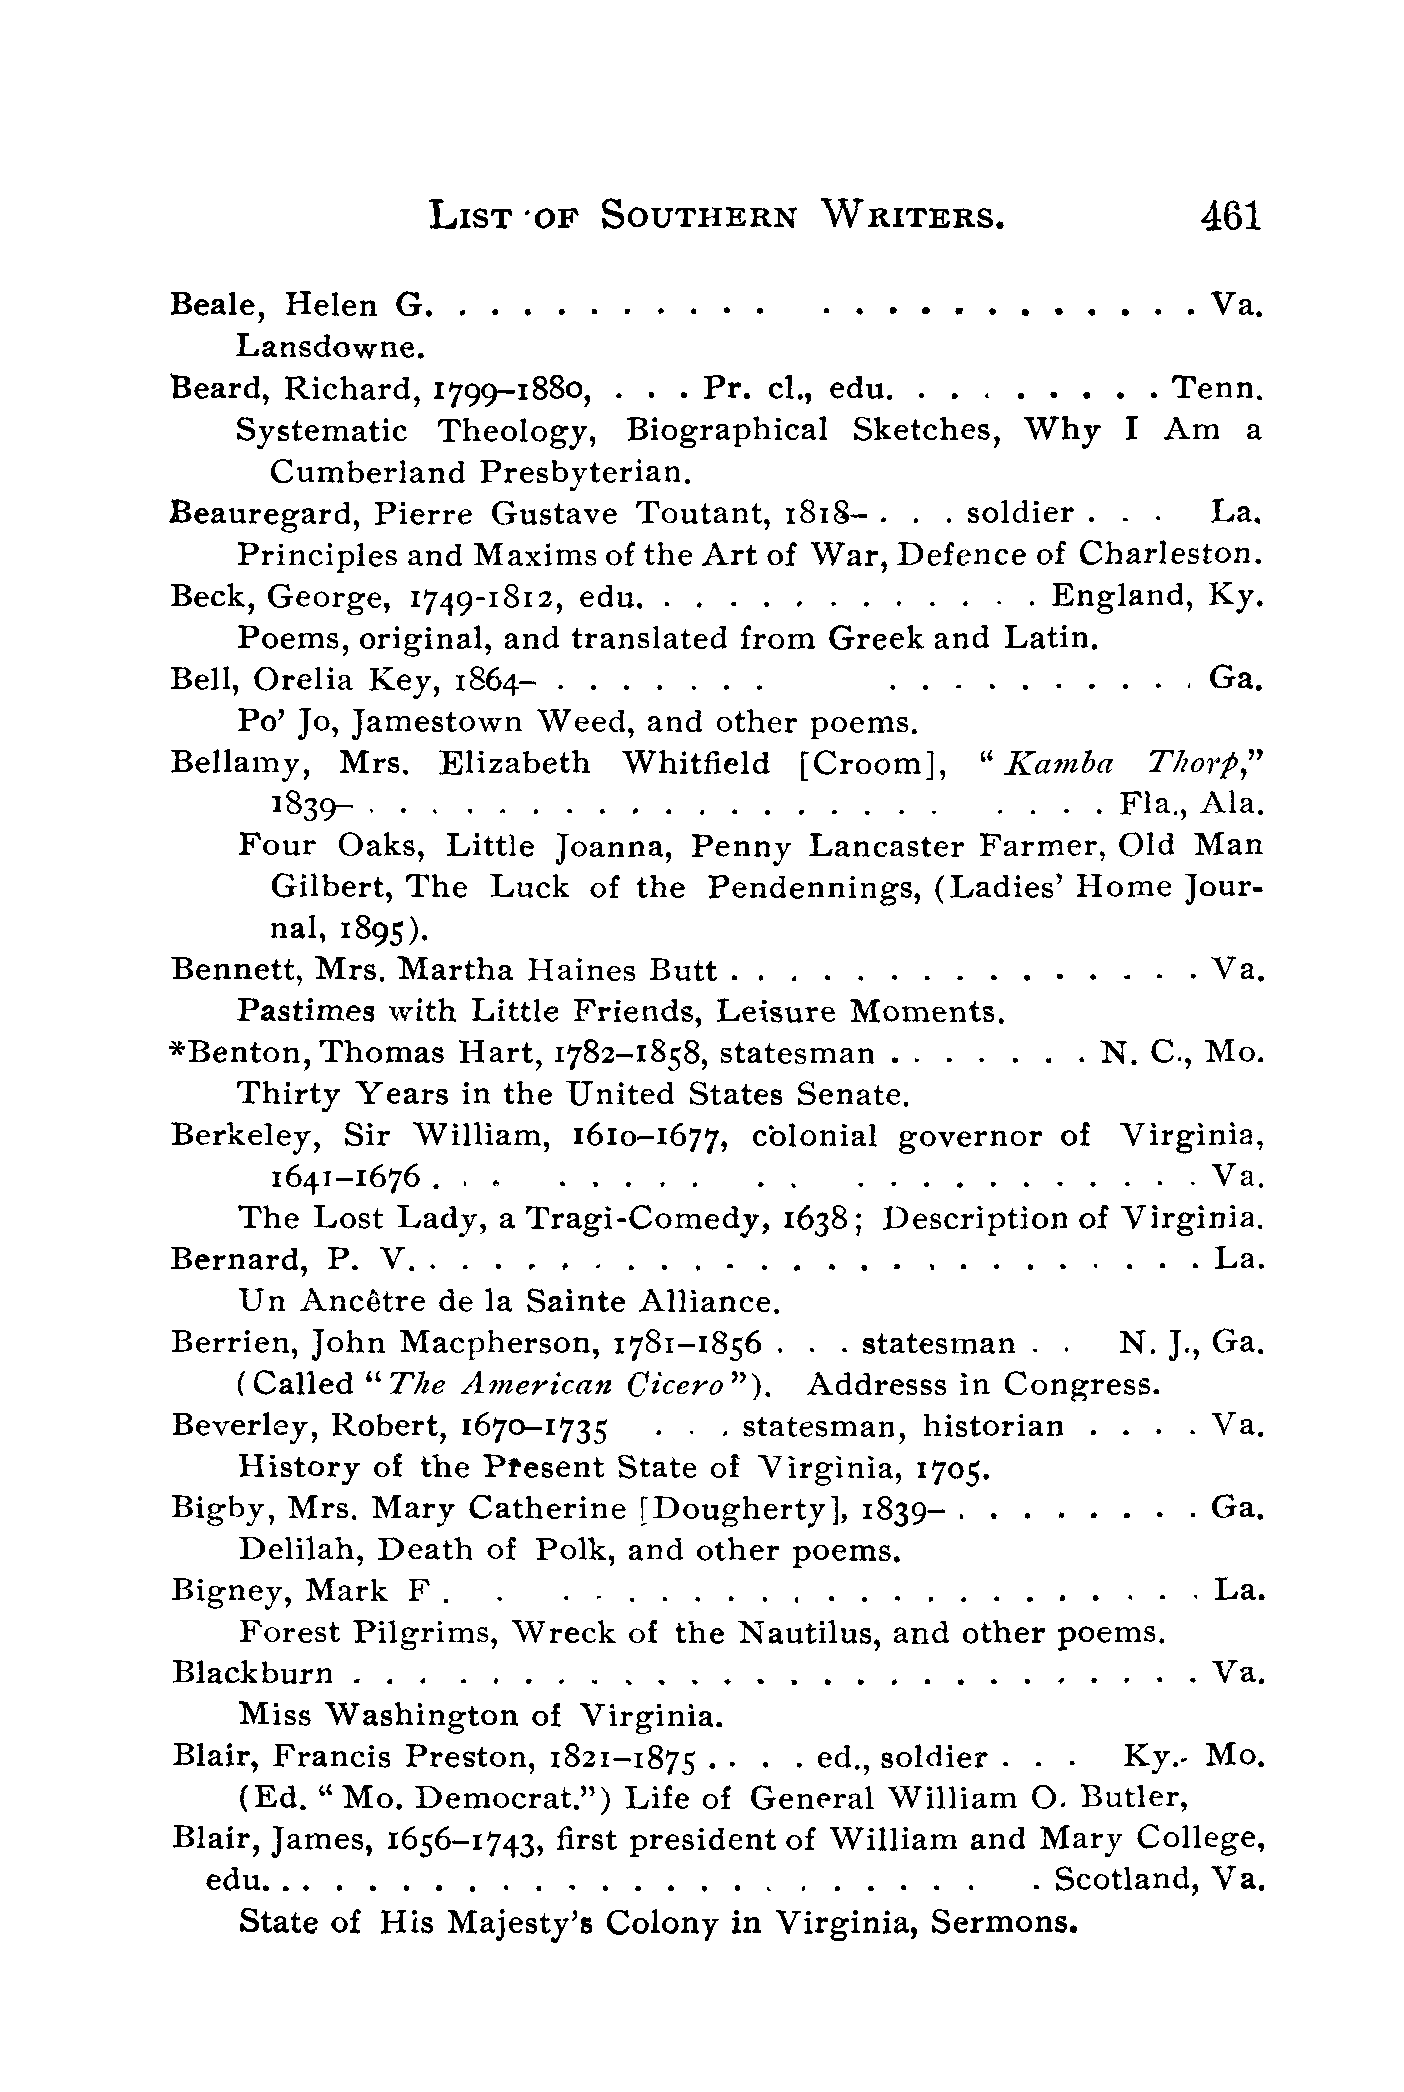 List of Southern Writers. 461
Beale, Helen G. . . . . . . . . . . . . . . . . . . . . . . Va.
Lansdowne.
Beard, Richard, 1799–1880, . . . Pr. cl., edu. . . . . . . . . Tenn.
Systematic Theology, Biographical Sketches, Why I Am a
Cumberland Presbyterian.
Beauregard, Pierre Gustave Toutant, 1818– . . . soldier . . . La.
Principles and Maxims of the Art of War, Defence of Charleston.
Beck, George, 1749-1812, edu. . . . . . . . . . . . . England, Ky.
Poems, original, and translated from Greek and Latin.
Bell, Orelia Key, 1864– . . . . . . . . . . . . . . . . . Ga.
Po' Jo, Jamestown Weed, and other poems.
Bellamy, Mrs. Elizabeth Whitfield [Croom], "Kamba Thorp,"
1839– . . . . . . . . . . . . . . . . . . . . . . Fla., Ala.
Four Oaks, Little Joanna, Penny Lancaster Farmer, Old Man
Gilbert, The Luck of the Pendennings, (Ladies' Home Jour-
nal, 1895).
Bennett, Mrs. Martha Haines Butt . . . . . . . . . . . . . . . Va.
Pastimes with Little Friends, Leisure Moments.
*Benton, Thomas Hart, 1782–1858, statesman . . . . . . . N. C., Mo.
Thirty Years in the United States Senate.
Berkeley, Sir William, 1610–1677, colonial governor of Virginia,
1641–1676 . . . . . . . . . . . . . . . . . . . . . Va.
The Lost Lady, a Tragi-Comedy, 1638; Description of Virginia.
Bernard, P. V. . . . . . . . . . . . . . . . . . . . . . . . . La.
Un Ancêtre de la Sainte Alliance.
Berrien, John Macpherson, 1781–1856 . . . statesman . . N. J., Ga.
(Called "The American Cicero"). Addresss in Congress.
Beverley, Robert, 1670–1735 . . . statesman, historian . . . . Va.
History of the Present State of Virginia, 1705.
Bigby, Mrs. Mary Catherine [Dougherty], 1839– . . . . . . . . Ga.
Delilah, Death of Polk, and other poems.
Bigney, Mark F . . . . . . . . . . . . . . . . . . . . . . La.
Forest Pilgrims, Wreck of the Nautilus, and other poems.
Blackburn . . . . . . . . . . . . . . . . . . . . . . . . . . Va.
Miss Washington of Virginia.
Blair, Francis Preston, 1821–1875 . . . . ed., soldier . . . Ky.- Mo.
(Ed. "Mo. Democrat.") Life of General William O. Butler,
Blair, James, 1656–1743, first president of William and Mary College,
edu. . . . . . . . . . . . . . . . . . . . . . . . Scotland, Va.
State of His Majesty's Colony in Virginia, Sermons.